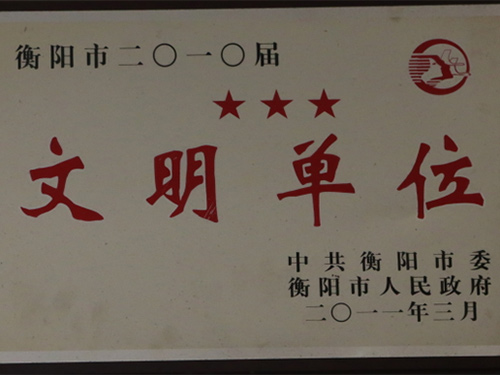 衡阳市二〇一〇届
★★★
文明单位
中共衡阳市委
衡阳市人民政府
二〇一一年三月